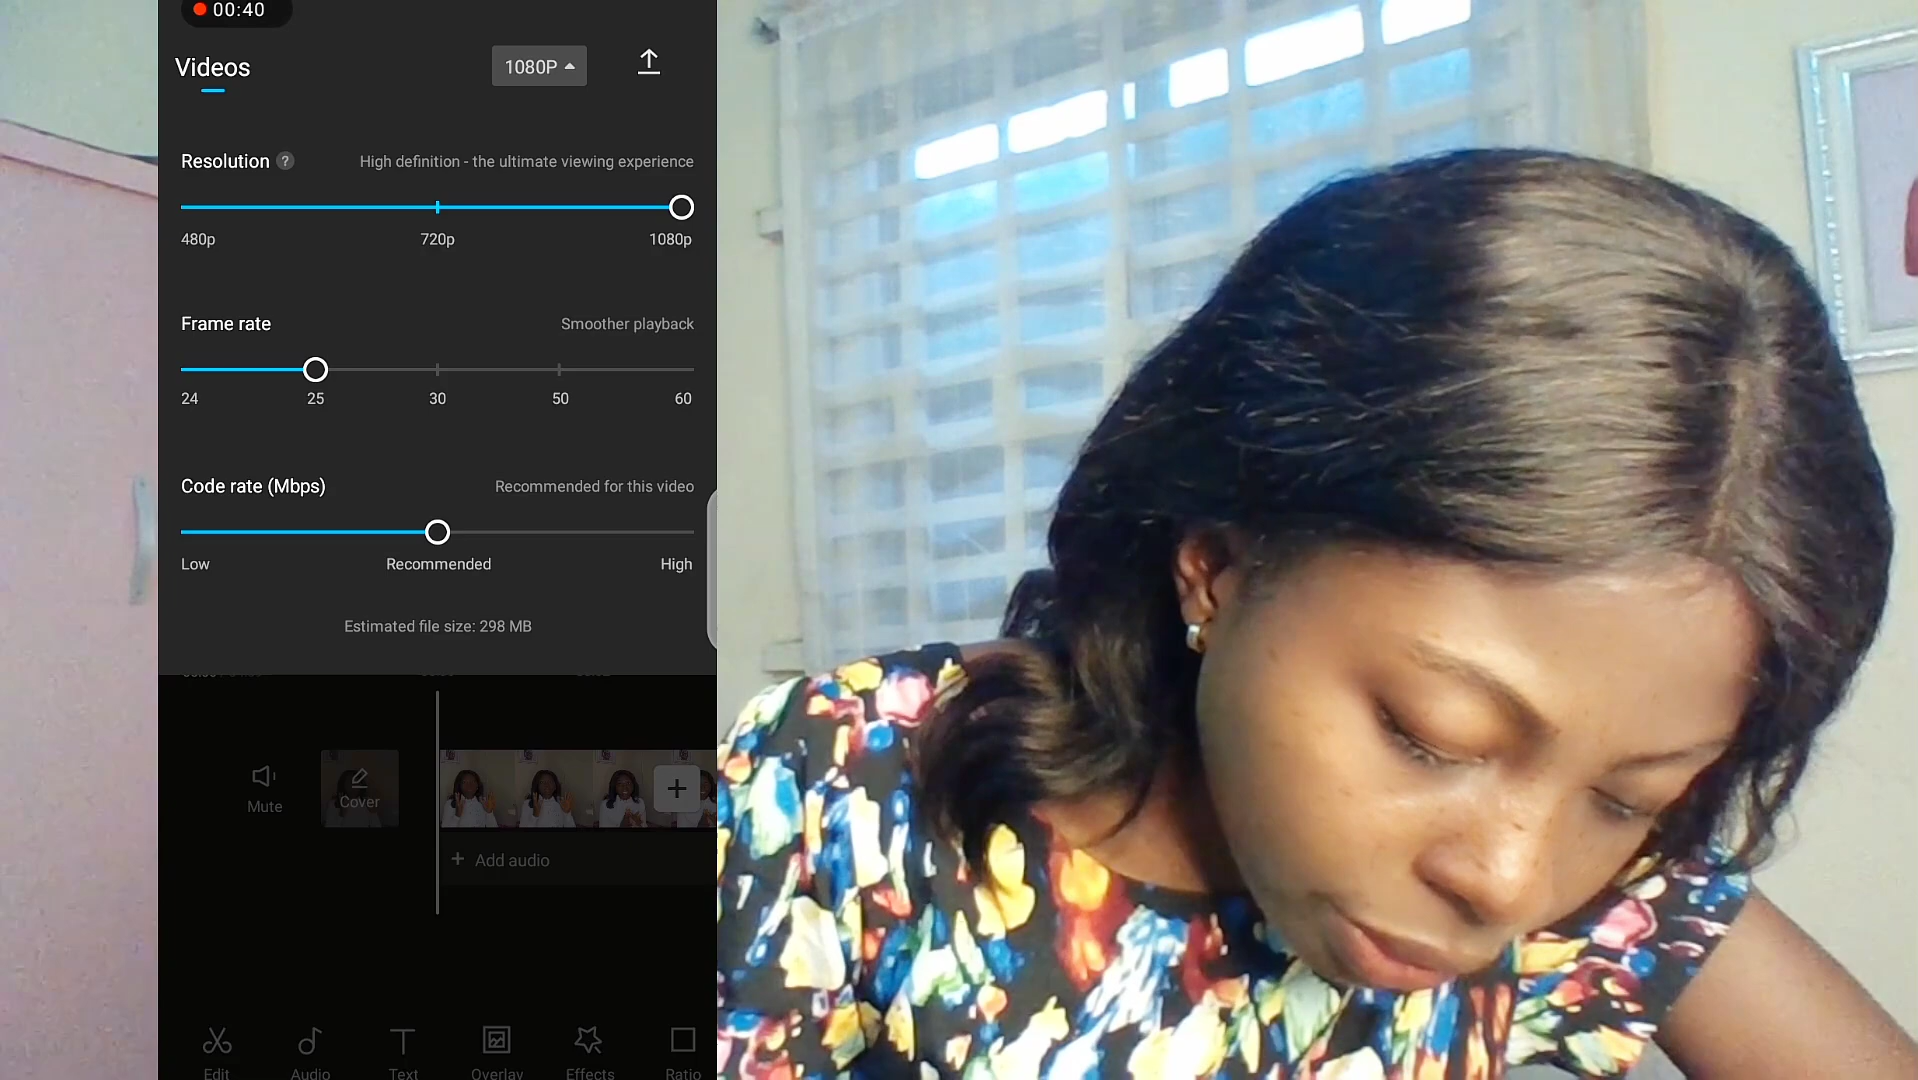 00:40
Videos
1080P
Resolution ? High definition - the ultimate viewing experience
480p 720p 1080p
Frame rate Smoother playback
24 25 30 50 60
Code rate (Mbps) Recommended for this video
Low Recommended High
Estimated file size: 298 MB
Mute
Cover
+ Add audio
Edit Audio Text Overlay Effects Ratio